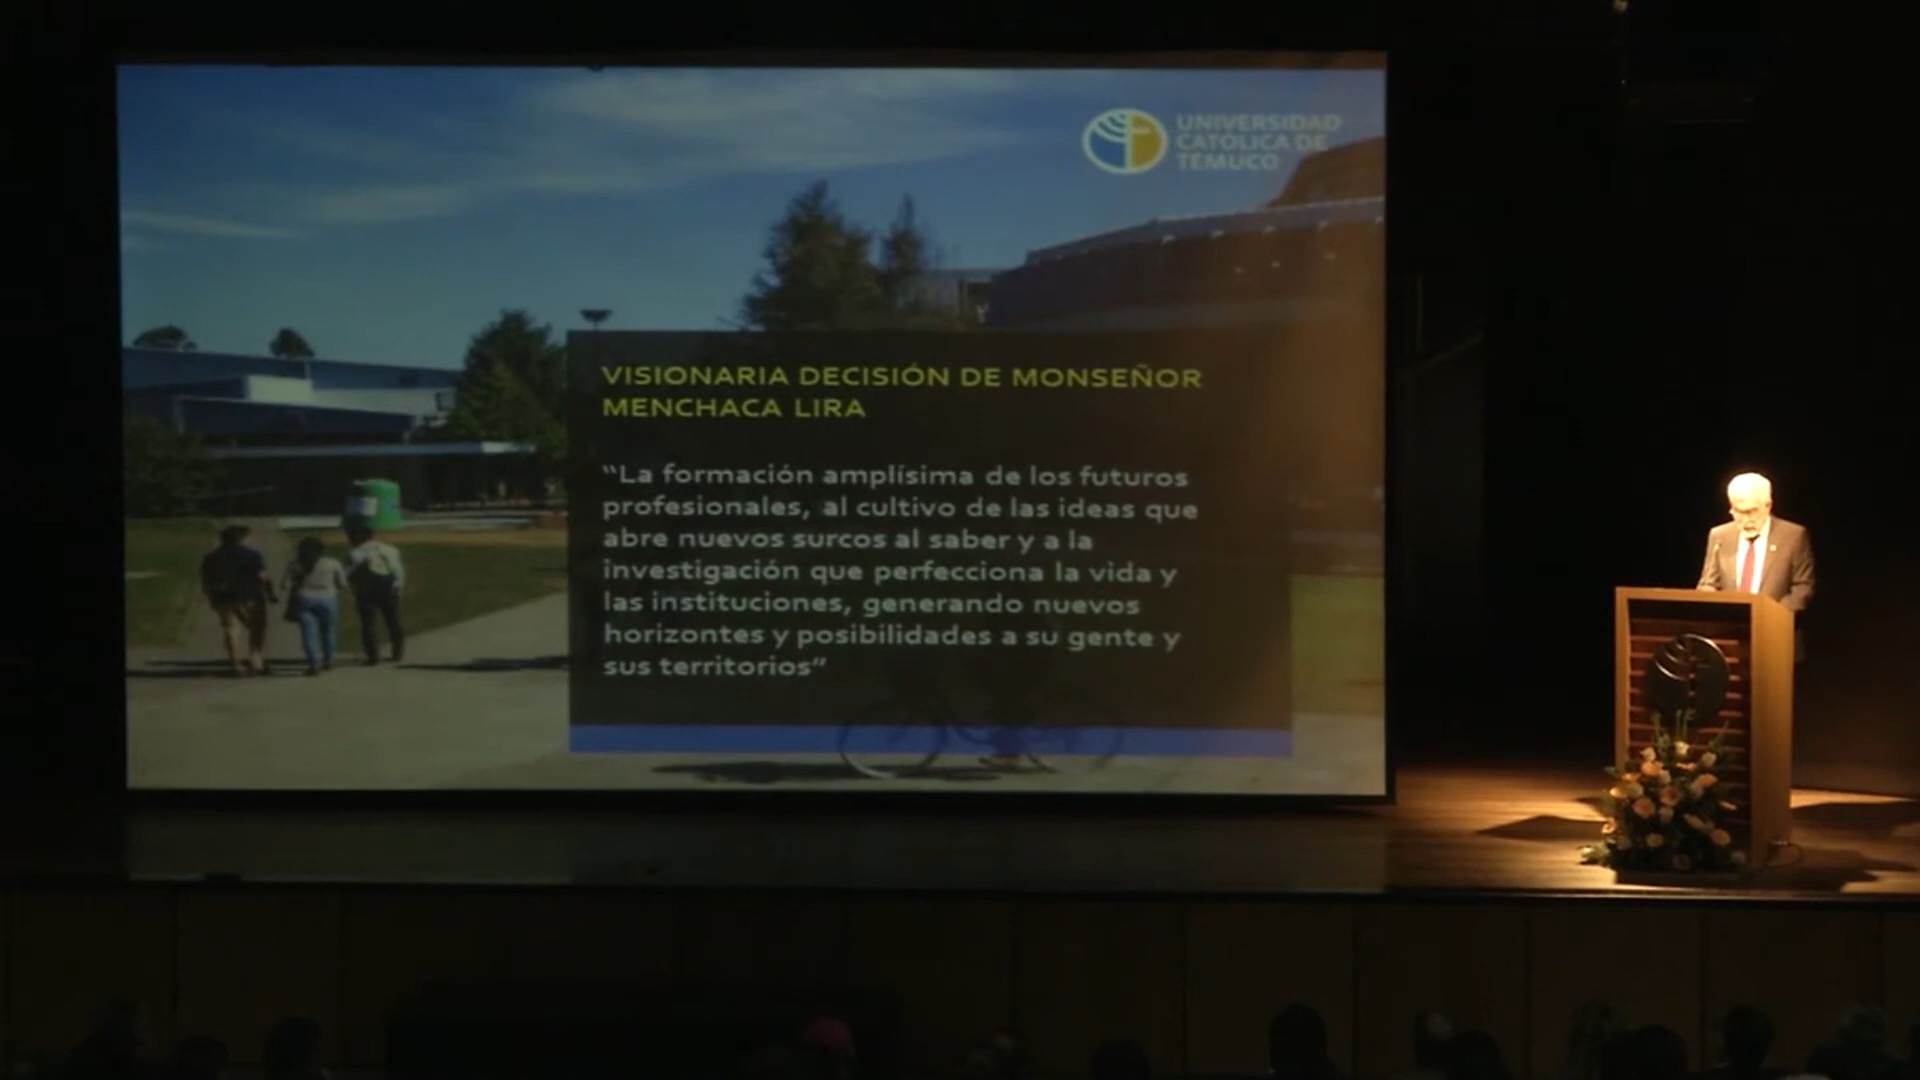 UNIVERSIDAD
CATÓLICA DE
TEMUCO
VISIONARIA DECISIÓN DE MONSEÑOR
MENCHACA LIRA
“La formación amplísima de los futuros
profesionales, al cultivo de las ideas que
abre nuevos surcos al saber y a la
investigación que perfecciona la vida y
las instituciones, generando nuevos
horizontes y posibilidades a su gente y
sus territorios”